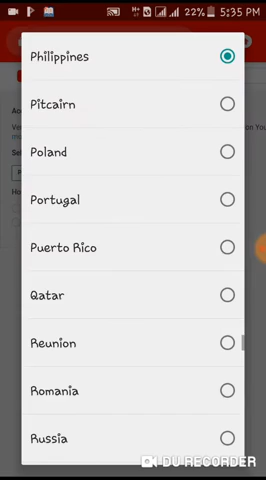 22% 5:35 PM
Philippines
Pitcairn
Poland
Portugal
Puerto Rico
Qatar
Reunion
Romania
Russia
DU RECORDER